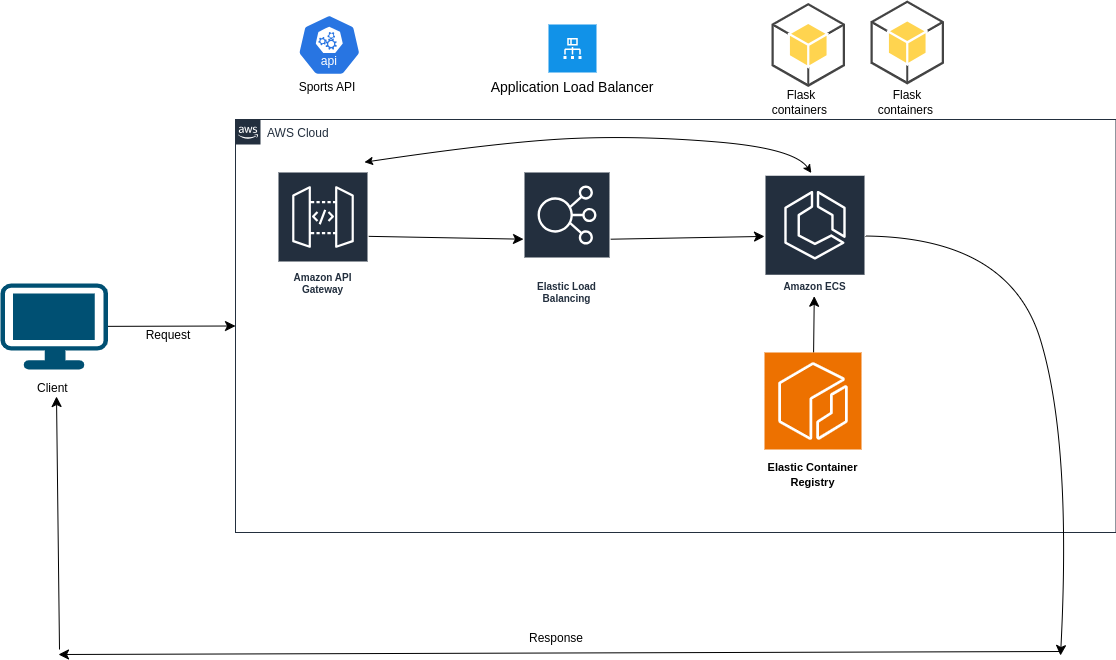 api
Sports API
Application Load Balancer
Flask
containers
Flask
containers
aws
AWS Cloud
</>
Amazon API
Gateway
Elastic Load
Balancing
Amazon ECS
Request
Client
Elastic Container
Registry
Response